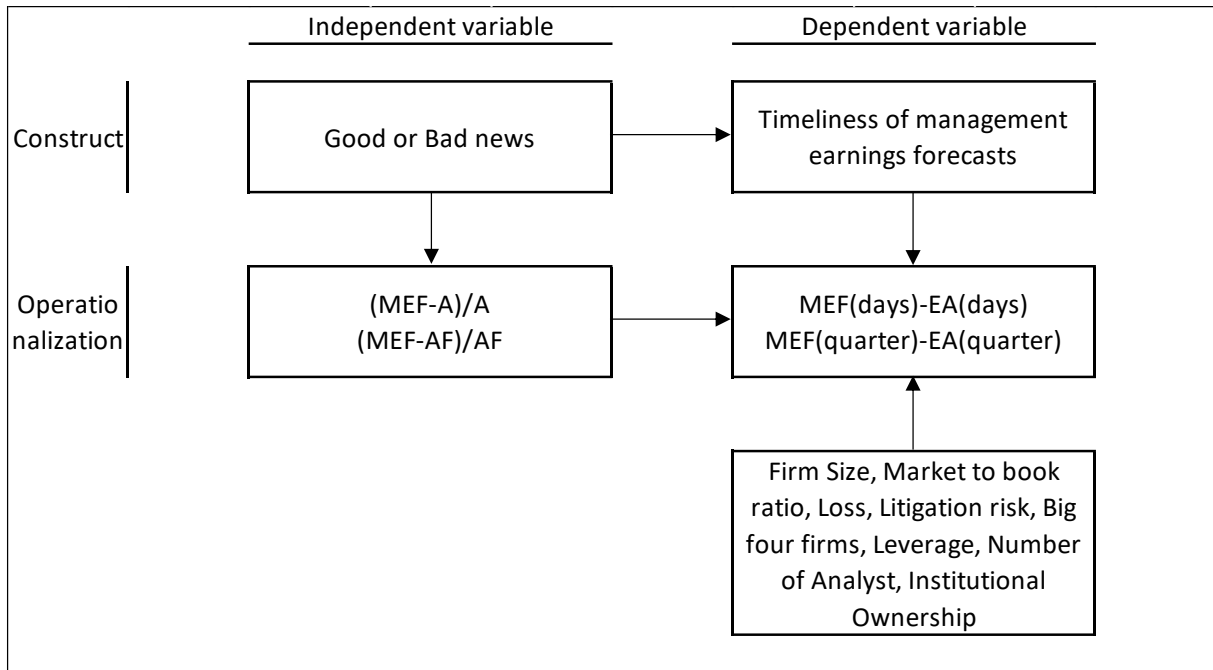 Independent variable
Dependent variable
Construct
Good or Bad news
Timeliness of management
earnings forecasts
Operatio
nalization
(MEF-A)/A
(MEF-AF)/AF
MEF(days)-EA(days)
MEF(quarter)-EA(quarter)
Firm Size, Market to book
ratio, Loss, Litigation risk, Big
four firms, Leverage, Number
of Analyst, Institutional
Ownership